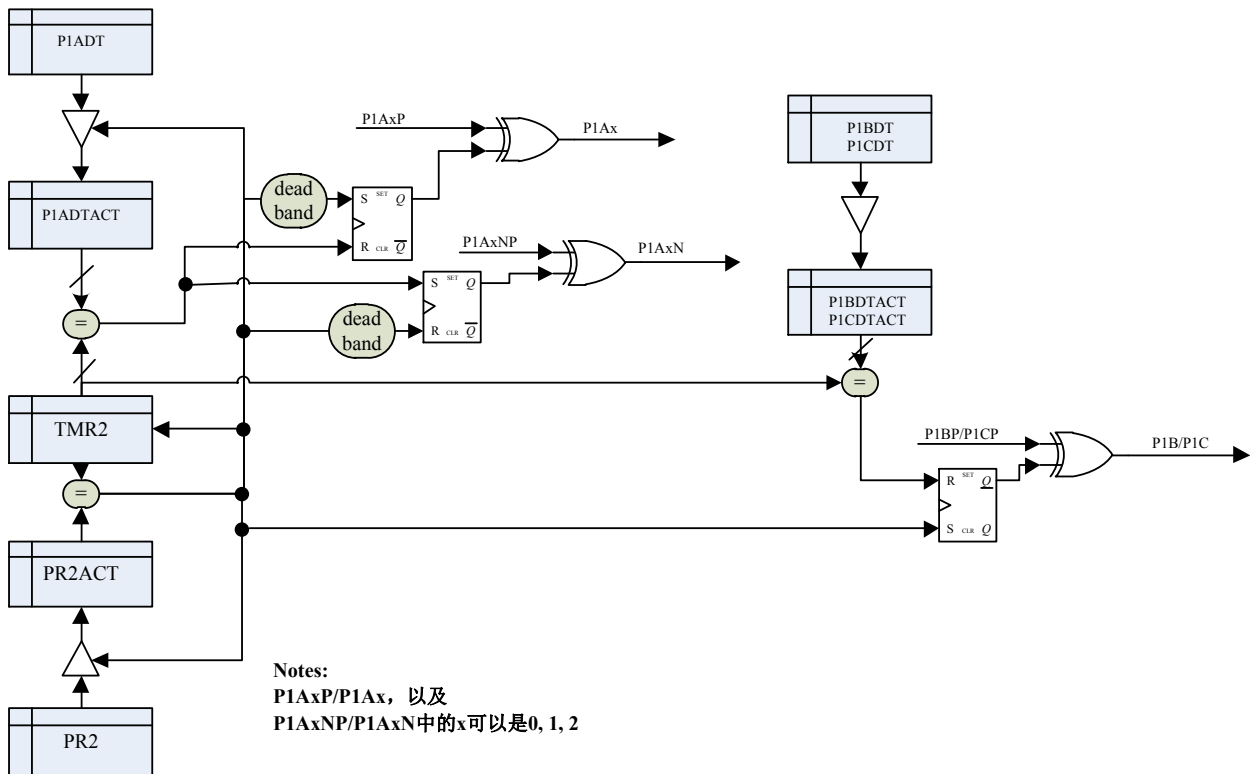 P1ADT
P1ADTACT
=
TMR2
=
PR2ACT
PR2
P1AxP
P1Ax
dead
band
S SET Q
R CLR Q
P1AxNP
P1AxN
S SET Q
dead
band
R CLR Q
P1BDT
P1CDT
P1BDTACT
P1CDTACT
=
P1BP/P1CP
P1B/P1C
R SET Q
S CLR Q
Notes:
P1AxP/P1Ax，以及
P1AxNP/P1AxN中的x可以是0, 1, 2